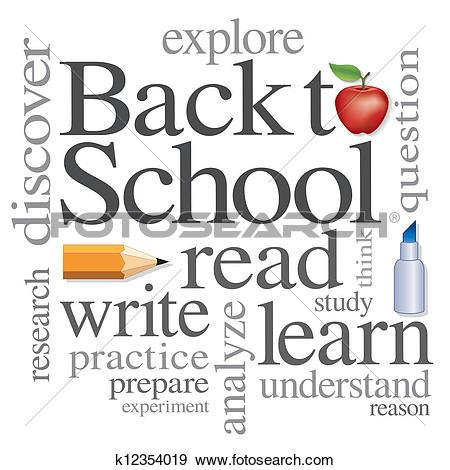 explore
discover
Back to
School
question
FOTOSEARCH®
read
think
research
write
study
analyze
learn
practice
prepare
understand
experiment
reason
k12354019 www.fotosearch.com